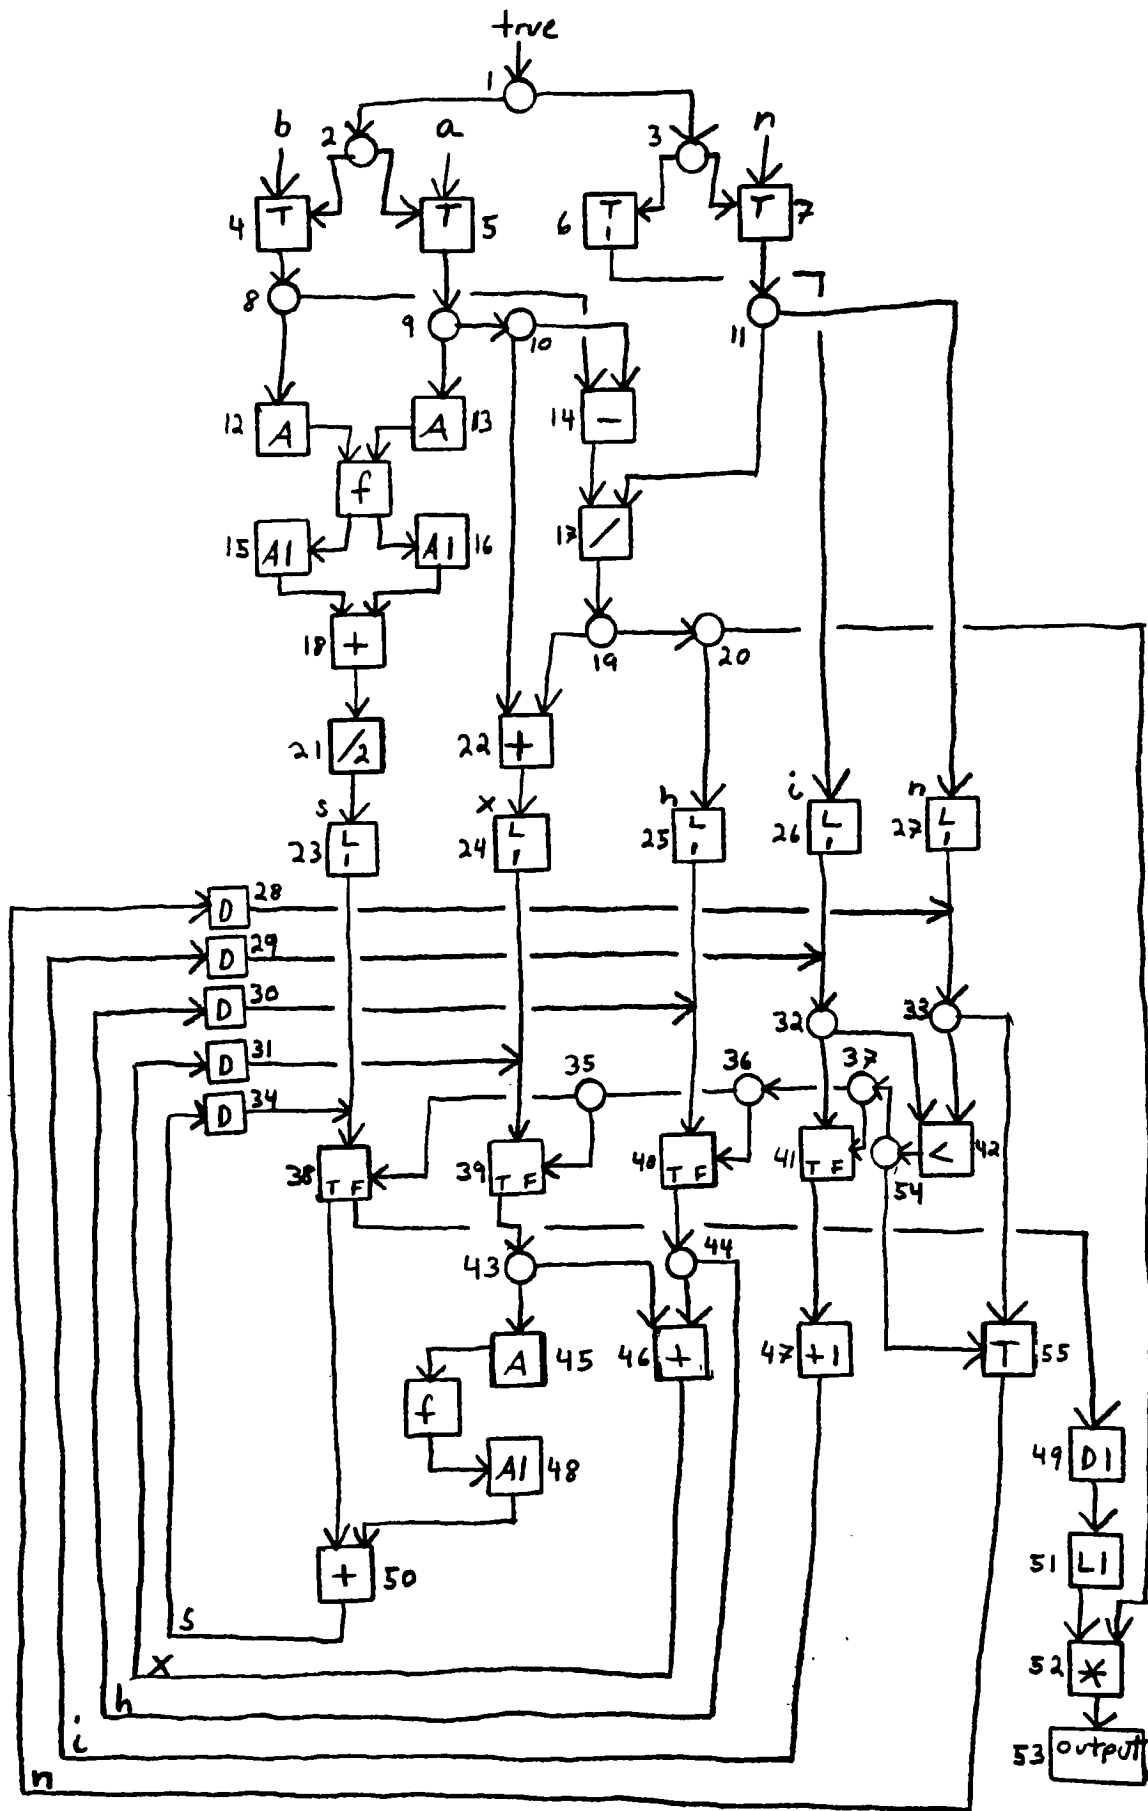 true
1
b
2
a
3
n
4
T
T
5
6
T
1
T
7
8
9
10
11
12
A
A
13
14
-
f
15
A1
A1
16
17
/
18
+
19
20
21
/2
22
+
s
x
h
i
n
23
L
1
24
L
1
25
L
1
26
L
1
27
L
1
D
28
D
29
D
30
D
31
D
34
32
33
35
36
37
38
T F
39
T F
40
T F
41
T F
<
42
54
43
44
A
45
46
+
47
+1
T
55
f
A1
48
49
D1
+
50
51
L1
s
x
52
*
h
i
53
output
n